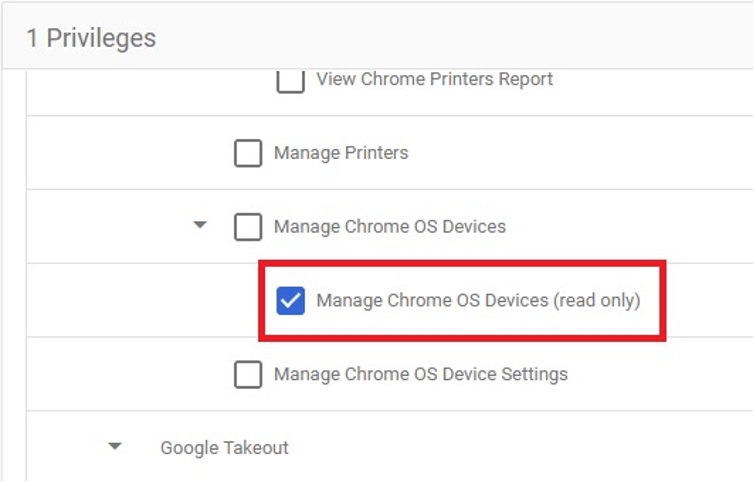 1 Privileges
View Chrome Printers Report
Manage Printers
Manage Chrome OS Devices
Manage Chrome OS Devices (read only)
Manage Chrome OS Device Settings
Google Takeout